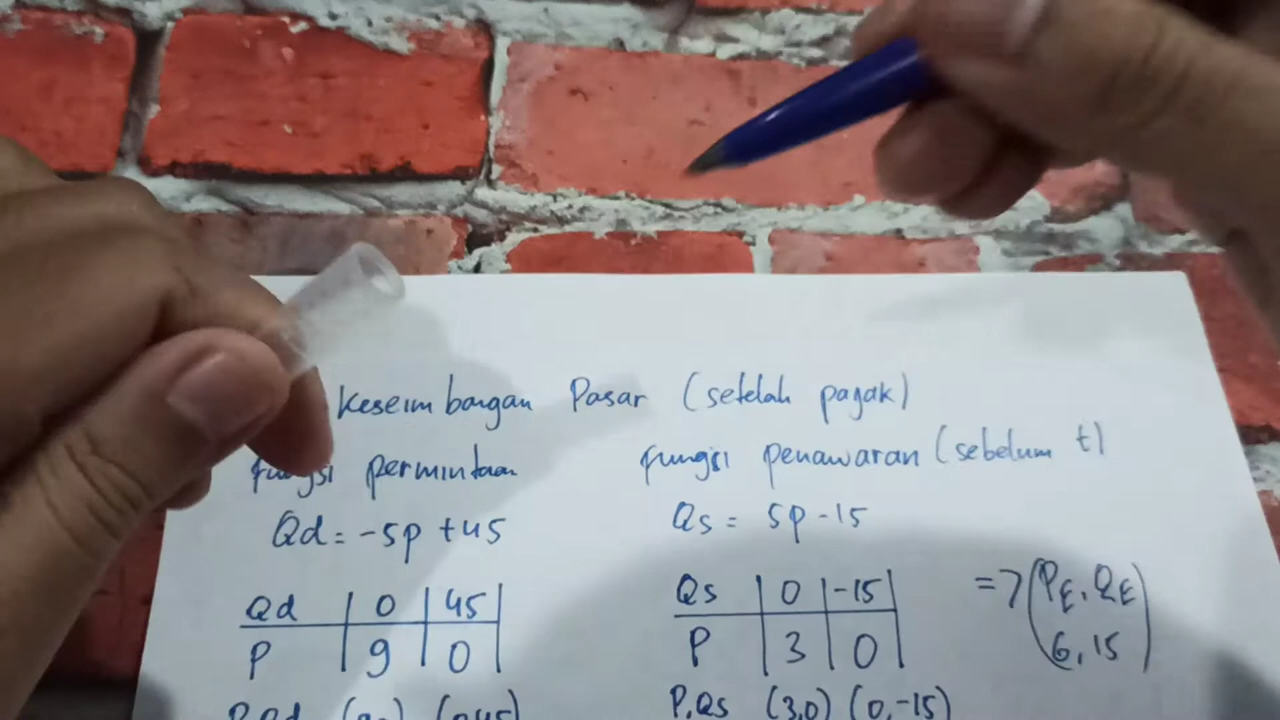 Keseimbangan Pasar (setelah pajak)
fungsi permintaan
Qd = -5p + 45
Qd | 0 | 45 |
P | 9 | 0
fungsi penawaran (sebelum t)
Qs = 5p - 15
Qs | 0 | -15 |
P | 3 | 0 |
P.Qs (3,0) (0,-15)
=> (PE, QE)
6, 15